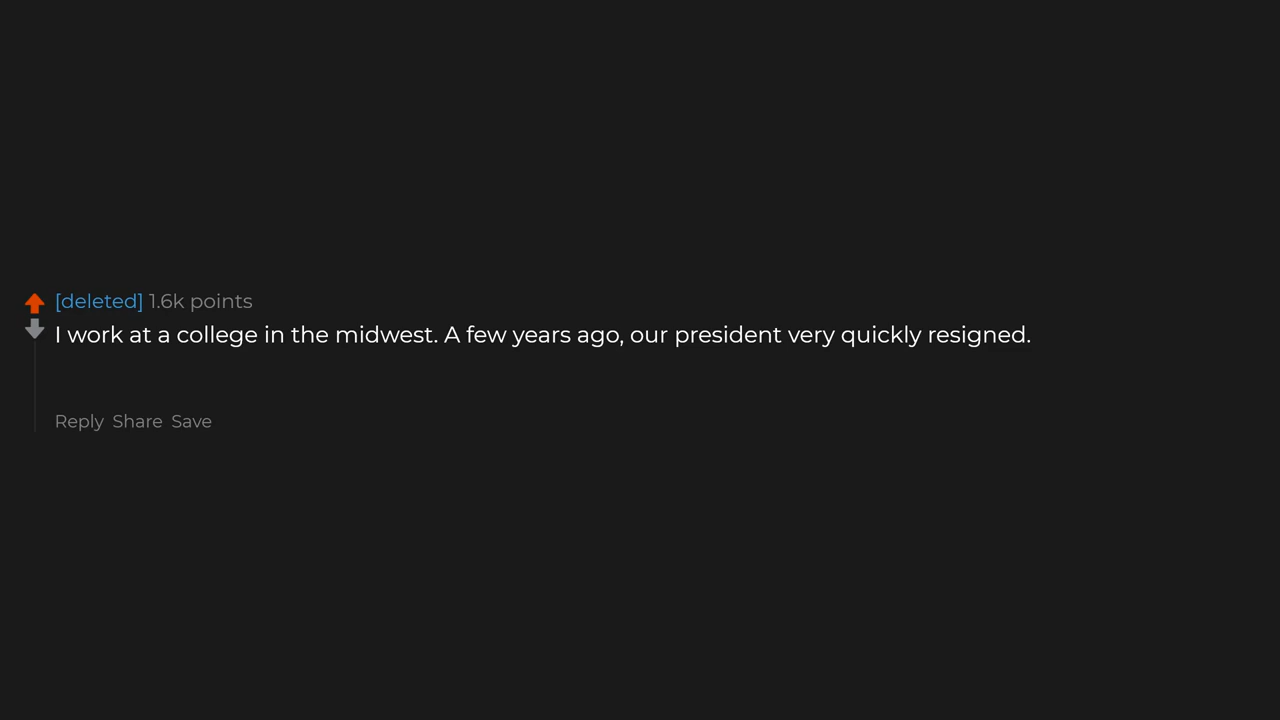 [deleted] 1.6k points
I work at a college in the midwest. A few years ago, our president very quickly resigned.
Reply Share Save